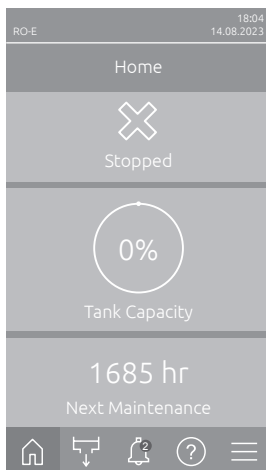 18:04
RO-E 14.08.2023
Home
Stopped
0%
Tank Capacity
1685 hr
Next Maintenance
2
?